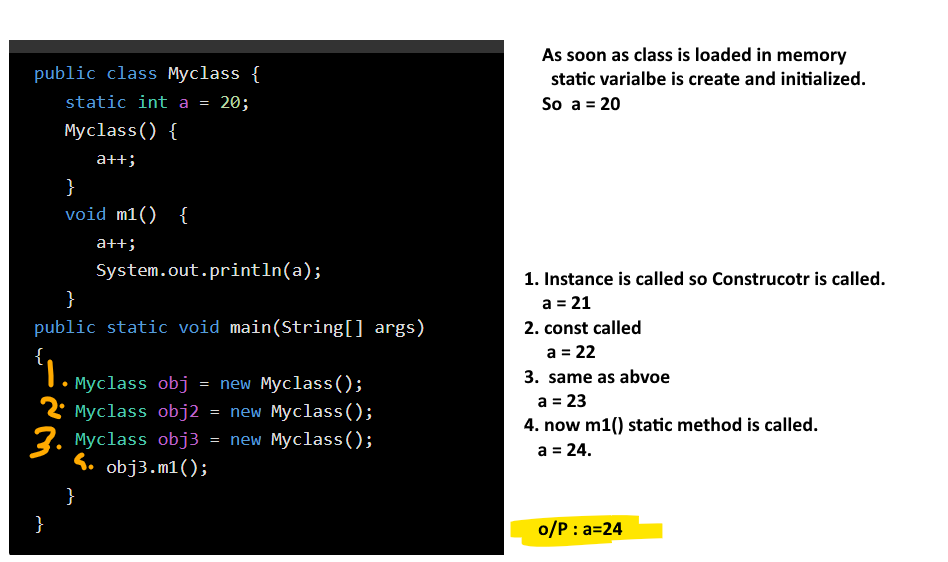 public class Myclass {
static int a = 20;
Myclass() {
a++;
}
void m1()  {
a++;
System.out.println(a);
}
public static void main(String[] args)
{
1. Myclass obj = new Myclass();
2. Myclass obj2 = new Myclass();
3. Myclass obj3 = new Myclass();
4. obj3.m1();
}
}
As soon as class is loaded in memory
static varialbe is create and initialized.
So  a = 20
1. Instance is called so Construcotr is called.
a = 21
2. const called
a = 22
3.  same as abvoe
a = 23
4. now m1() static method is called.
a = 24.
o/P : a=24